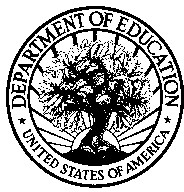 DEPARTMENT OF EDUCATION
★ UNITED STATES OF AMERICA ★